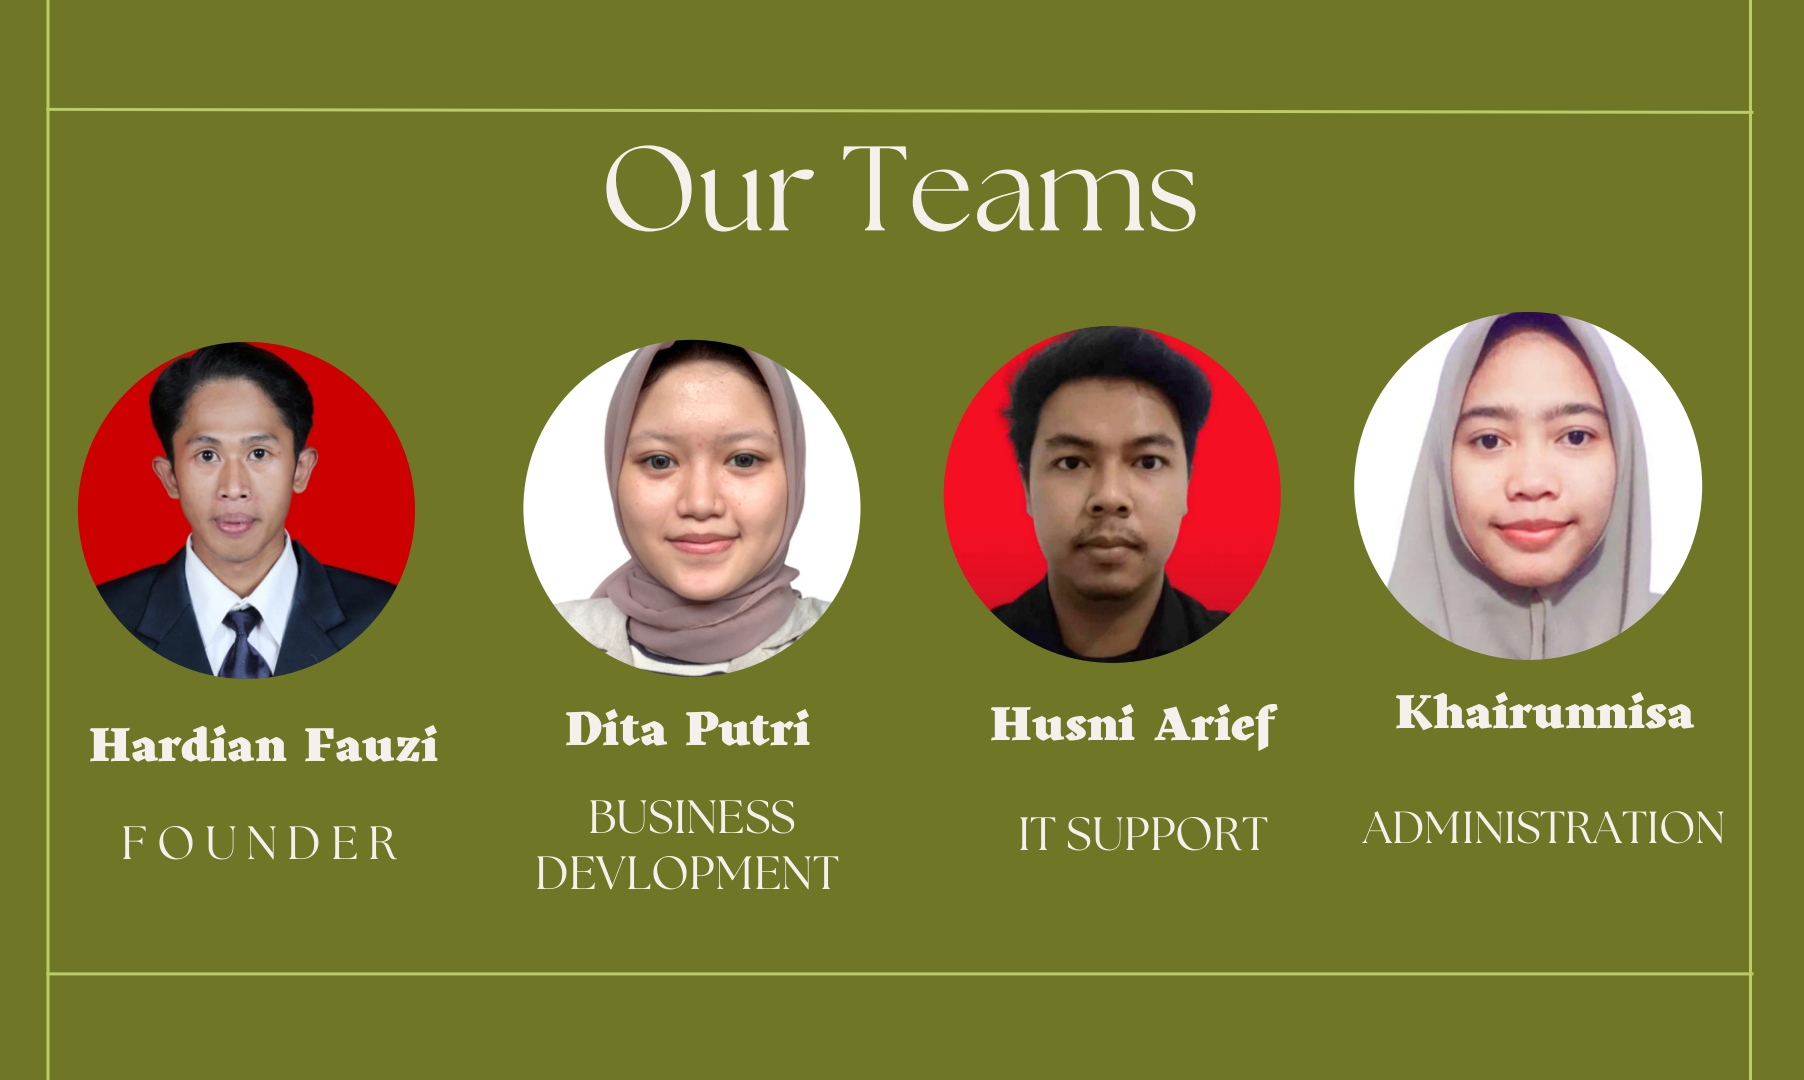 Our Teams
Hardian Fauzi
FOUNDER
Dita Putri
BUSINESS
DEVLOPMENT
Husni Arief
IT SUPPORT
Khairunnisa
ADMINISTRATION